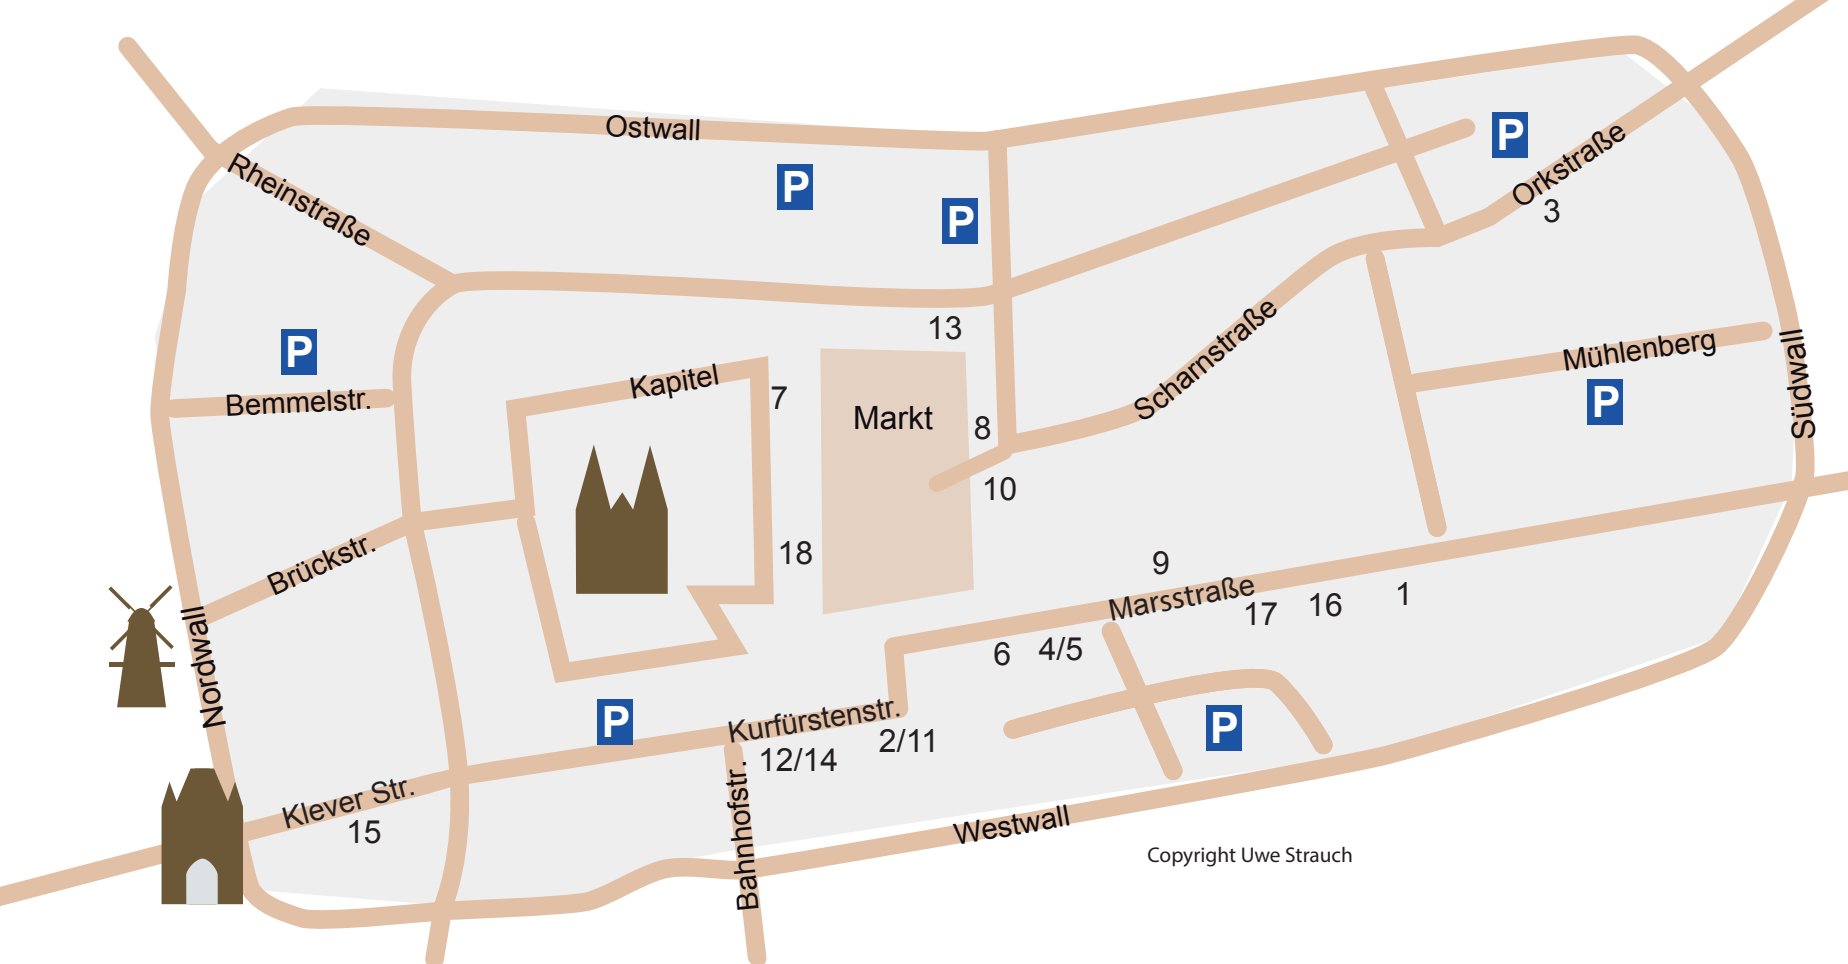 Ostwall
Rheinstraße
P
P
P
Orkstraße
3
13
P
Bemmelstr.
Kapitel
7
Markt
8
10
Scharnstraße
Mühlenberg
P
Südwall
Brückstr.
18
9
Marsstraße
17
16
1
6
4/5
Nordwall
P
Kurfürstenstr.
12/14
2/11
P
Klever Str.
15
Bahnhofstr.
Westwall
Copyright Uwe Strauch